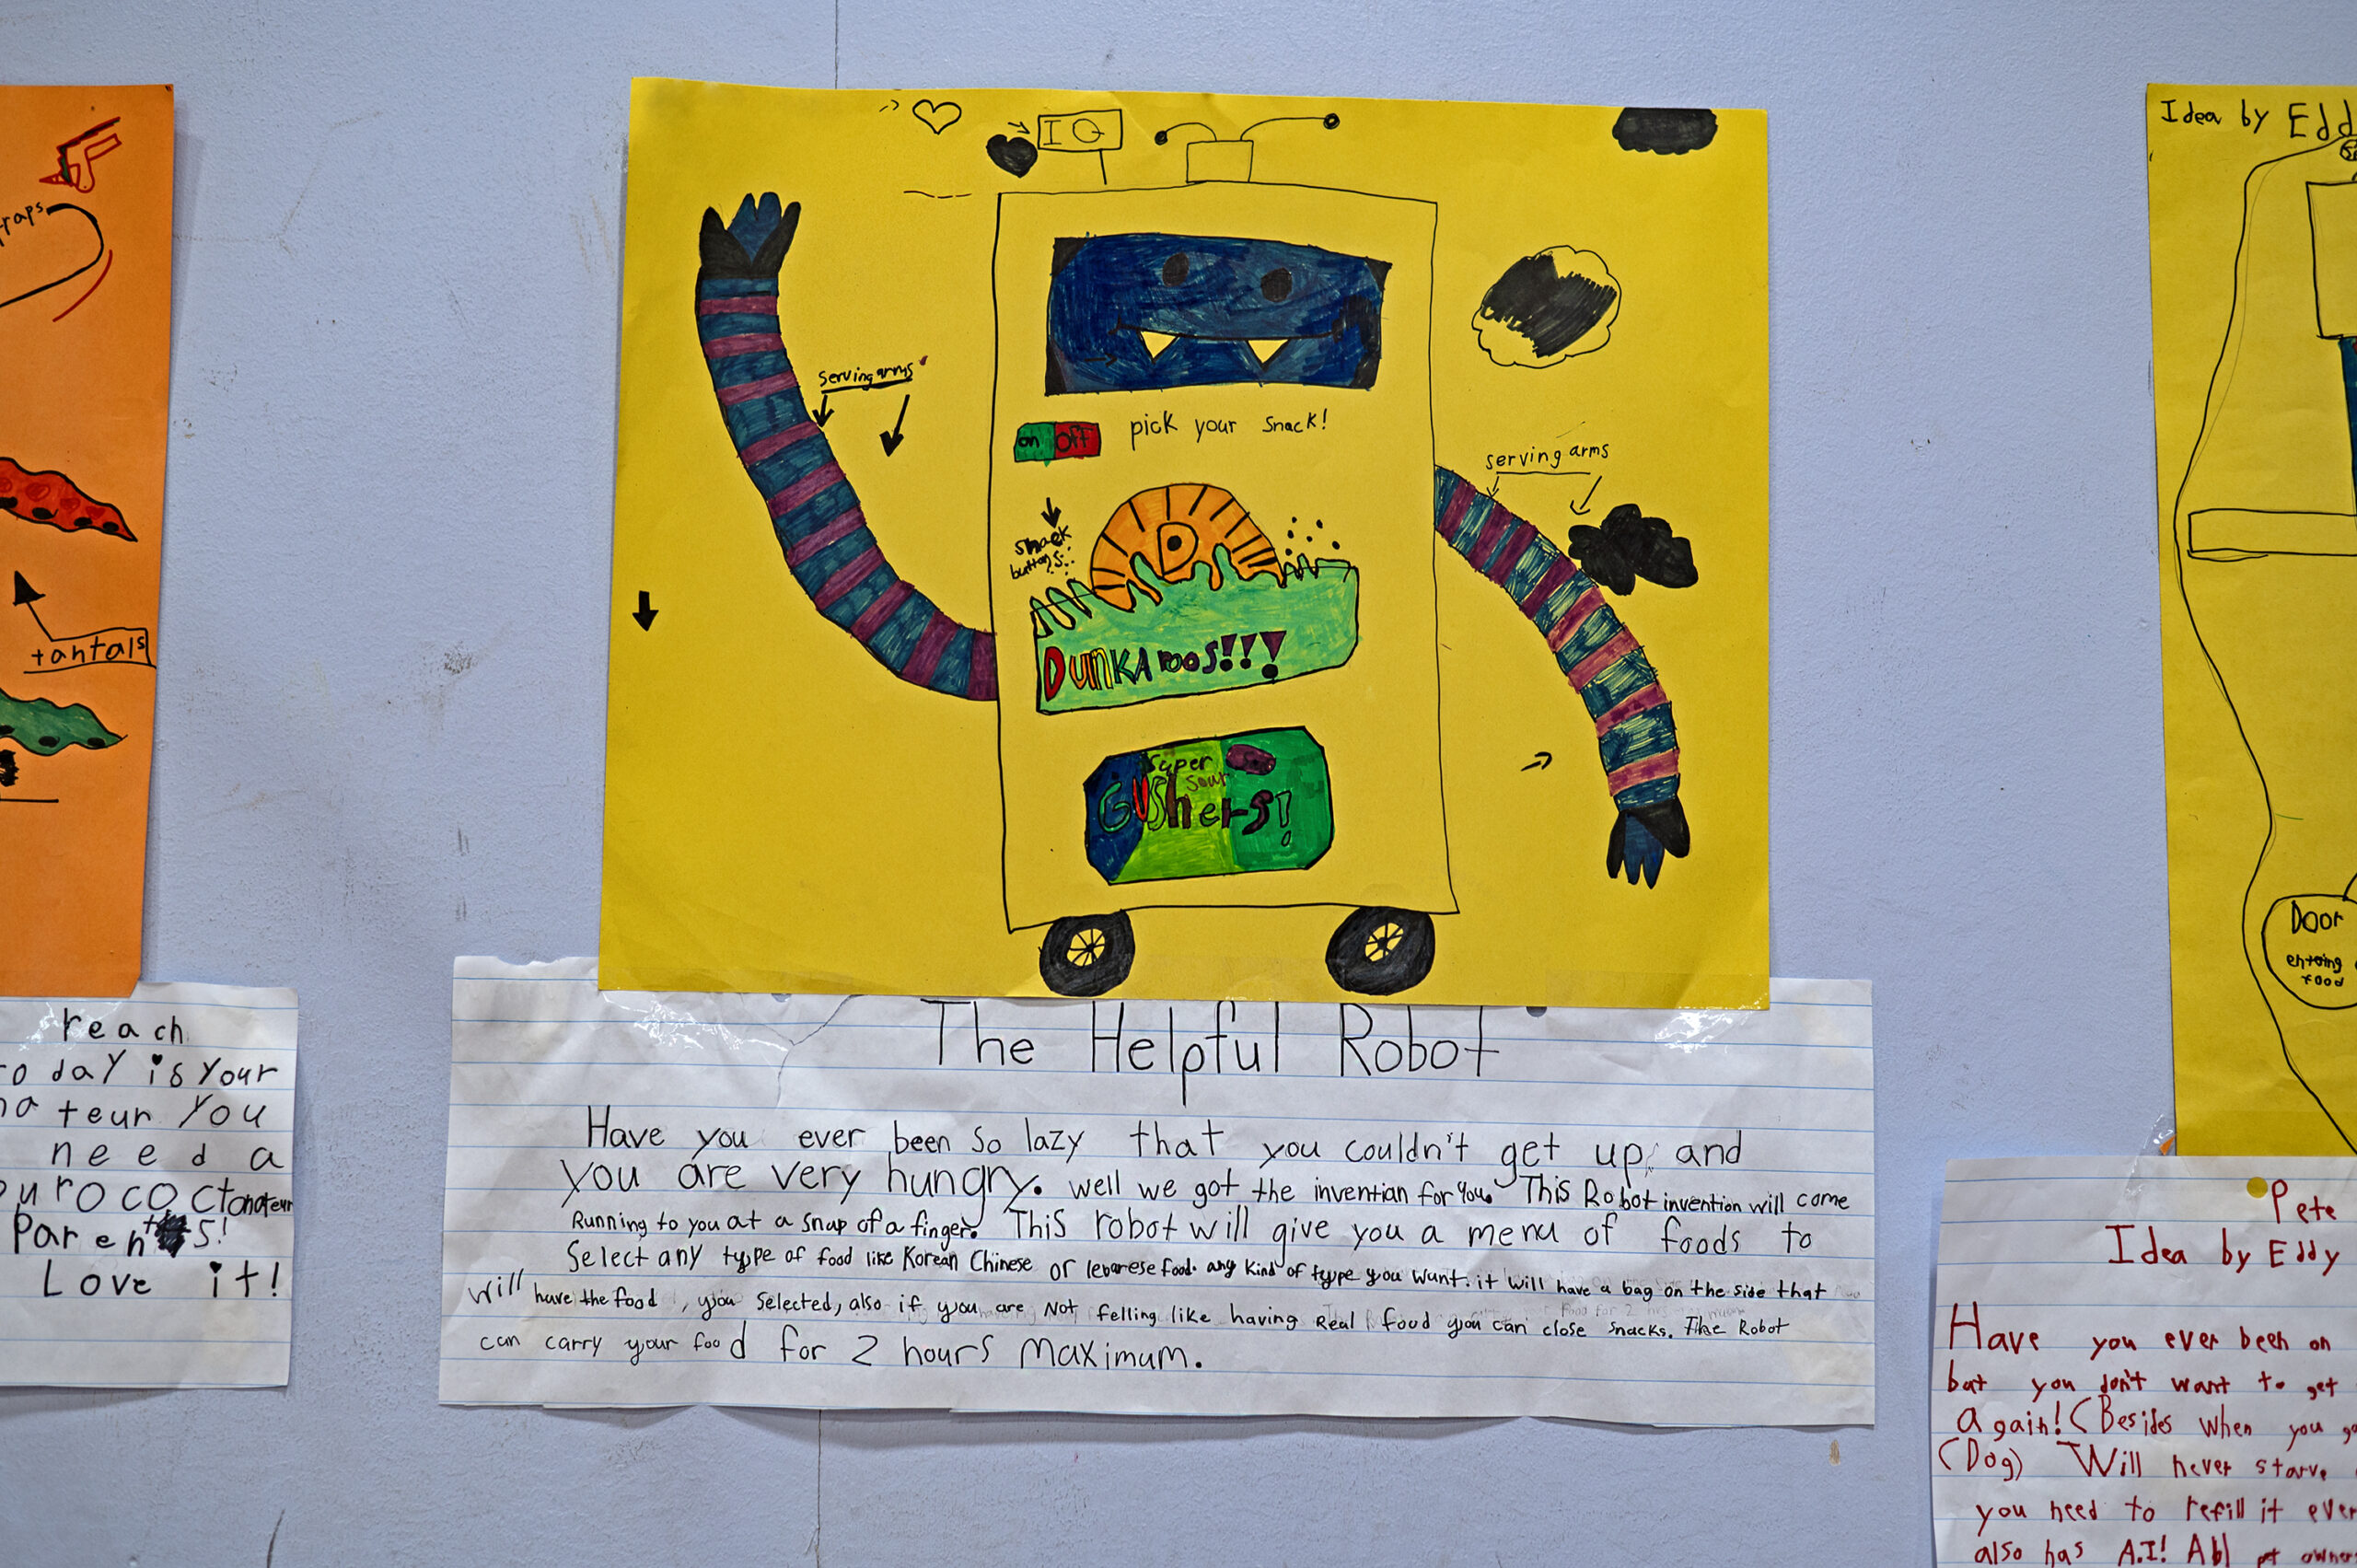 traps
tantals
reach
today is your
need a
Parents!
Love it!
IQ
serving arms
on off
pick your snack!
serving arms
snack
buttons
D
DunKAroos!!!
super
sour
Gushers!
The Helpful Robot
Have you ever been so lazy that you couldn't get up, and
you are very hungry. well we got the invention for you. This Robot invention will come
Running to you at a snap of a finger. This robot will give you a menu of foods to
Select any type of food like Korean Chinese or lebanese food. any kind of type you want. it will have a bag on the side that
will have the food, you selected, also if you are Not felling like having Real food you can close snacks. The Robot
can carry your food for 2 hours Maximum.
Idea by Edd
Door
entring
food
Pete
Idea by Eddy
Have you ever been on
but you don't want to get
again! (Besides when you
(Dog) Will never starve
you need to refill it ever
also has A.I! All pet owners